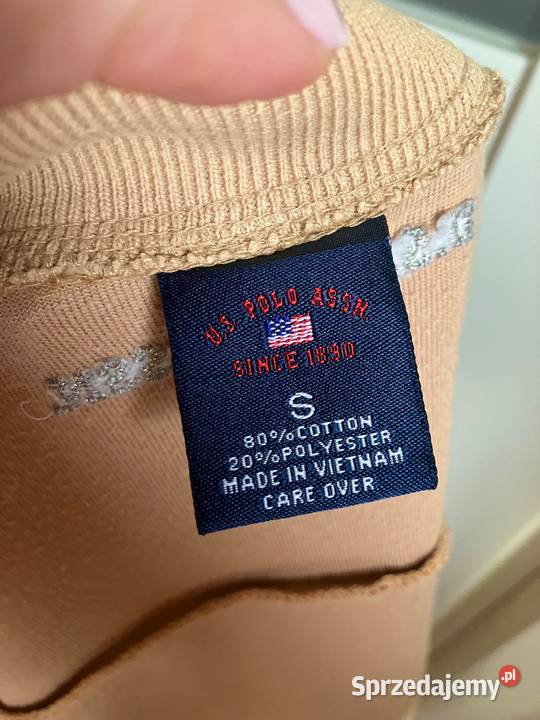 U.S. POLO ASSN.
SINCE 1890
S
80%COTTON
20%POLYESTER
MADE IN VIETNAM
CARE OVER
Sprzedajemy.pl